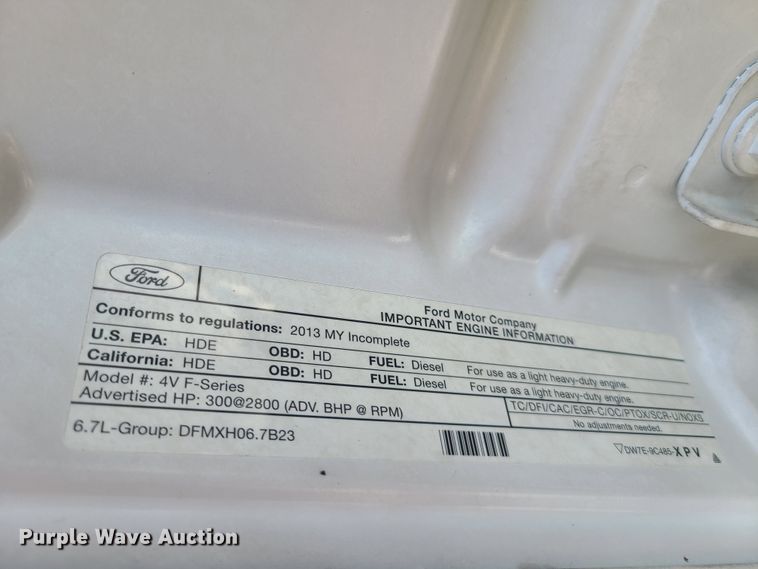 Ford
Ford Motor Company
IMPORTANT ENGINE INFORMATION
Conforms to regulations: 2013 MY Incomplete
U.S. EPA: HDE OBD: HD FUEL: Diesel For use as a light heavy-duty engine.
California: HDE OBD: HD FUEL: Diesel For use as a light heavy-duty engine.
Model #: 4V F-Series
Advertised HP: 300@2800 (ADV. BHP @ RPM)
TC/DFI/CAC/EGR-C/OC/PTOX/SCR-U/NOXS
No adjustments needed.
6.7L-Group: DFMXH06.7B23
DW7E-9C485-XPV
Purple Wave Auction